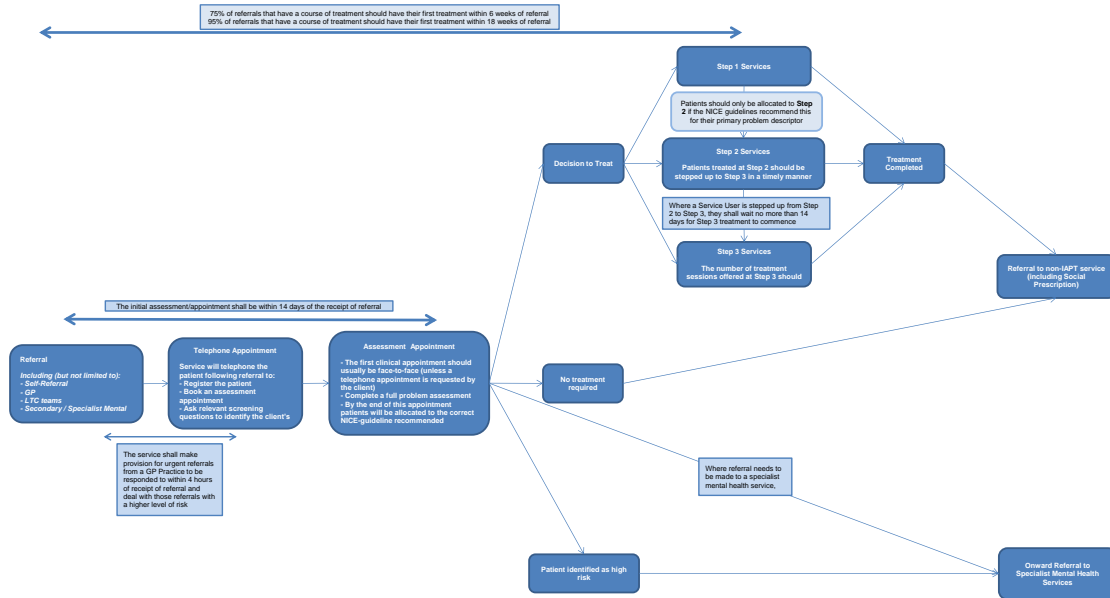 75% of referrals that have a course of treatment should have their first treatment within 6 weeks of referral
95% of referrals that have a course of treatment should have their first treatment within 18 weeks of referral
Step 1 Services
Patients should only be allocated to Step
2 if the NICE guidelines recommend this
for their primary problem descriptor
Decision to Treat
Step 2 Services
Patients treated at Step 2 should be
stepped up to Step 3 in a timely manner
Treatment
Completed
Where a Service User is stepped up from Step
2 to Step 3, they shall wait no more than 14
days for Step 3 treatment to commence
Step 3 Services
The number of treatment
sessions offered at Step 3 should
Referral to non-IAPT service
(including Social
Prescription)
The initial assessment/appointment shall be within 14 days of the receipt of referral
Referral
Including (but not limited to):
- Self-Referral
- GP
- LTC teams
- Secondary / Specialist Mental
Telephone Appointment
Service will telephone the
patient following referral to:
- Register the patient
- Book an assessment
appointment
- Ask relevant screening
questions to identify the client's
Assessment Appointment
- The first clinical appointment should
usually be face-to-face (unless a
telephone appointment is requested by
the client)
- Complete a full problem assessment
- By the end of this appointment
patients will be allocated to the correct
NICE-guideline recommended
No treatment
required
The service shall make
provision for urgent referrals
from a GP Practice to be
responded to within 4 hours
of receipt of referral and
deal with those referrals with
a higher level of risk
Where referral needs to
be made to a specialist
mental health service,
Patient identified as high
risk
Onward Referral to
Specialist Mental Health
Services